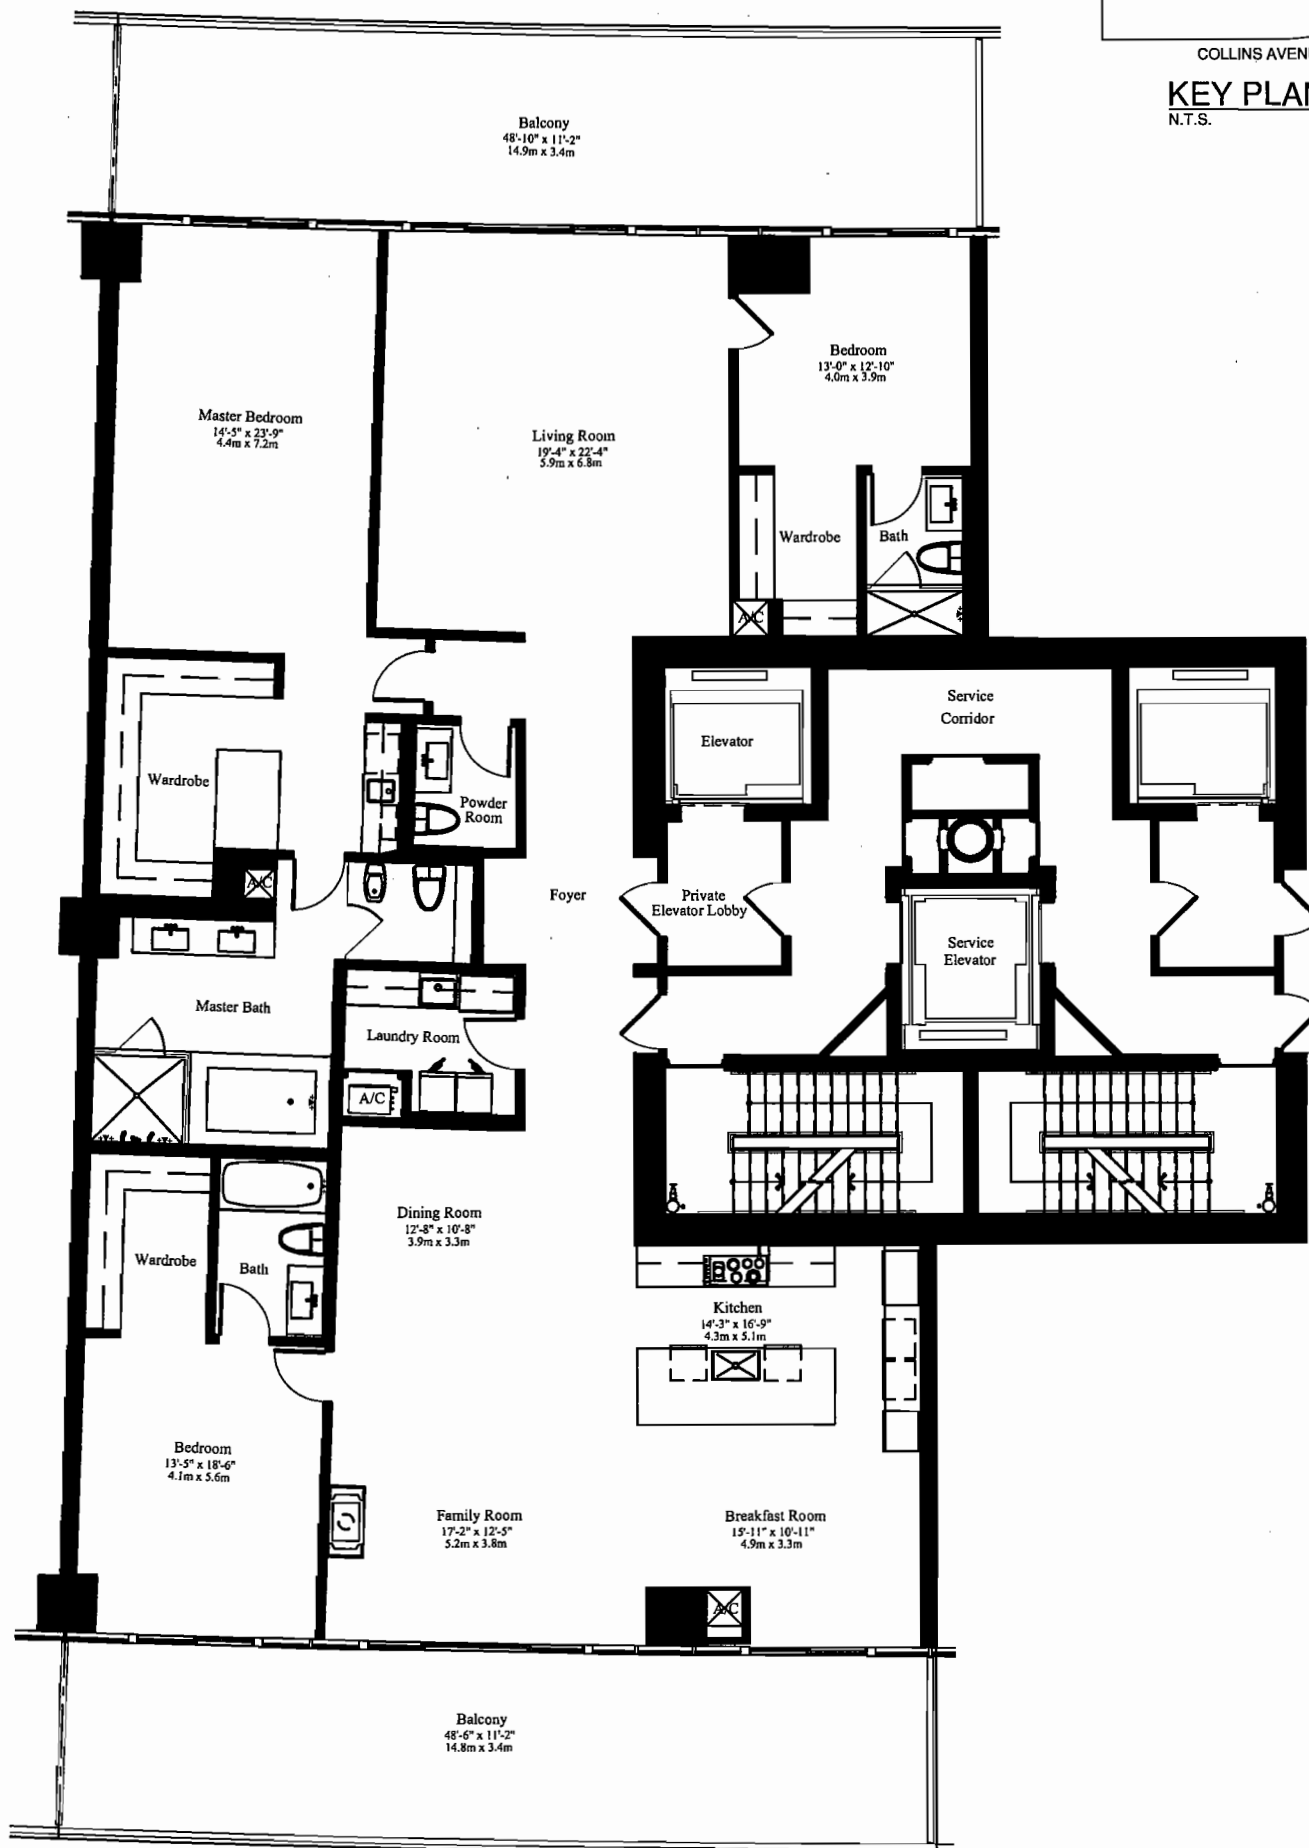 COLLINS AVEN
KEY PLAN
N.T.S.
Balcony
48'-10" x 11'-2"
14.9m x 3.4m
Bedroom
13'-0" x 12'-10"
4.0m x 3.9m
Master Bedroom
14'-5" x 23'-9"
4.4m x 7.2m
Living Room
19'-4" x 22'-4"
5.9m x 6.8m
Wardrobe
Bath
A/C
Service
Corridor
Elevator
Wardrobe
Powder
Room
A/C
Foyer
Private
Elevator Lobby
Service
Elevator
Master Bath
Laundry Room
A/C
Dining Room
12'-8" x 10'-8"
3.9m x 3.3m
Wardrobe
Bath
Kitchen
14'-3" x 16'-9"
4.3m x 5.1m
Bedroom
13'-5" x 18'-6"
4.1m x 5.6m
Family Room
17'-2" x 12'-5"
5.2m x 3.8m
Breakfast Room
15'-11" x 10'-11"
4.9m x 3.3m
A/C
Balcony
48'-6" x 11'-2"
14.8m x 3.4m